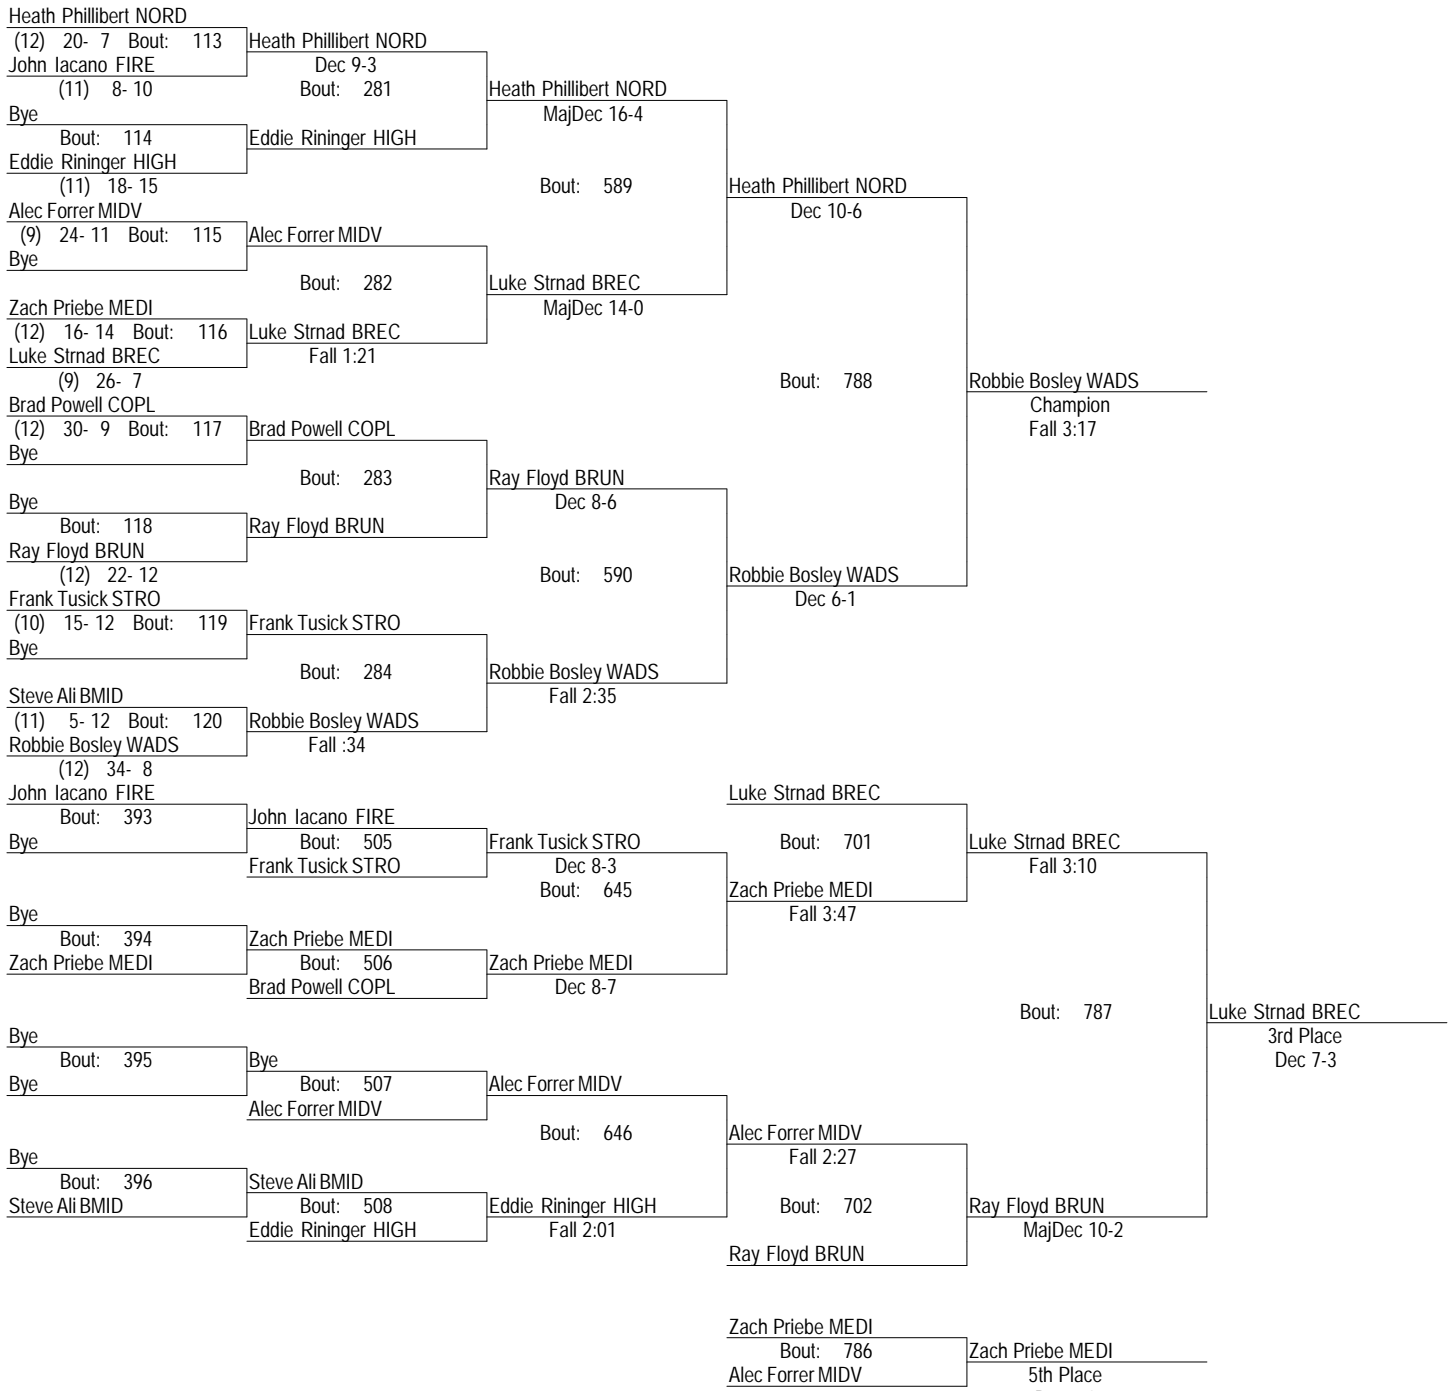 Heath Phillibert NORD
(12) 20- 7 Bout: 113 Heath Phillibert NORD
John Iacano FIRE Dec 9-3
(11) 8- 10 Bout: 281 Heath Phillibert NORD
Bye MajDec 16-4
Bout: 114 Eddie Rininger HIGH
Eddie Rininger HIGH
(11) 18- 15 Bout: 589 Heath Phillibert NORD
Alec Forrer MIDV Dec 10-6
(9) 24- 11 Bout: 115 Alec Forrer MIDV
Bye
Bout: 282 Luke Strnad BREC
Zach Priebe MEDI MajDec 14-0
(12) 16- 14 Bout: 116 Luke Strnad BREC
Luke Strnad BREC Fall 1:21
(9) 26- 7 Bout: 788 Robbie Bosley WADS
Brad Powell COPL Champion
(12) 30- 9 Bout: 117 Brad Powell COPL Fall 3:17
Bye
Bout: 283 Ray Floyd BRUN
Bye Dec 8-6
Bout: 118 Ray Floyd BRUN
Ray Floyd BRUN
(12) 22- 12 Bout: 590 Robbie Bosley WADS
Frank Tusick STRO Dec 6-1
(10) 15- 12 Bout: 119 Frank Tusick STRO
Bye
Bout: 284 Robbie Bosley WADS
Steve Ali BMID Fall 2:35
(11) 5- 12 Bout: 120 Robbie Bosley WADS
Robbie Bosley WADS Fall :34
(12) 34- 8
John Iacano FIRE Luke Strnad BREC
Bout: 393 John Iacano FIRE
Bye Bout: 505 Frank Tusick STRO Bout: 701 Luke Strnad BREC
Frank Tusick STRO Dec 8-3 Fall 3:10
Bout: 645 Zach Priebe MEDI
Bye Fall 3:47
Bout: 394 Zach Priebe MEDI
Zach Priebe MEDI Bout: 506 Zach Priebe MEDI
Brad Powell COPL Dec 8-7
Bout: 787 Luke Strnad BREC
Bye 3rd Place
Bout: 395 Bye Dec 7-3
Bye Bout: 507 Alec Forrer MIDV
Alec Forrer MIDV
Bout: 646 Alec Forrer MIDV
Bye Fall 2:27
Bout: 396 Steve Ali BMID
Steve Ali BMID Bout: 508 Eddie Rininger HIGH Bout: 702 Ray Floyd BRUN
Eddie Rininger HIGH Fall 2:01 MajDec 10-2
Ray Floyd BRUN
Zach Priebe MEDI
Bout: 786 Zach Priebe MEDI
Alec Forrer MIDV 5th Place